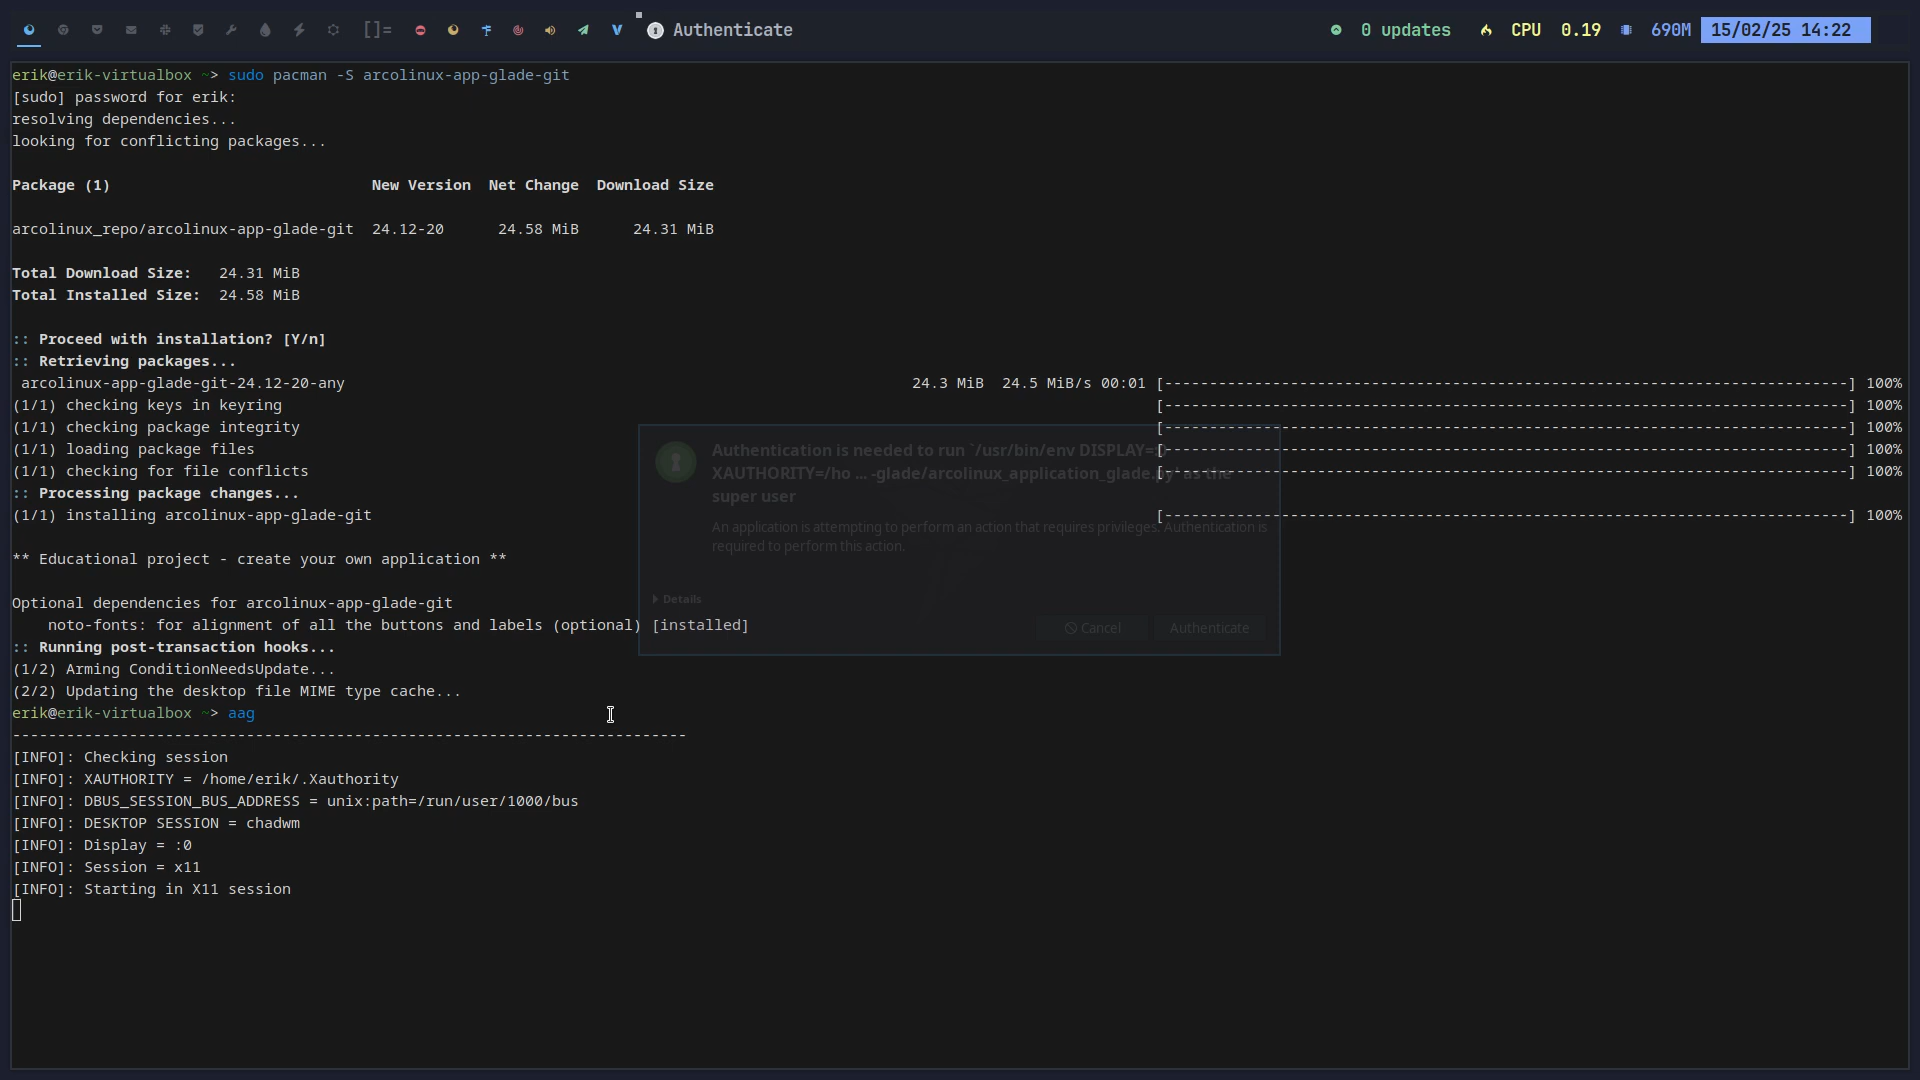 []= Authenticate 0 updates CPU 0.19 690M 15/02/25 14:22
erik@erik-virtualbox ~> sudo pacman -S arcolinux-app-glade-git
[sudo] password for erik:
resolving dependencies...
looking for conflicting packages...
Package (1) New Version Net Change Download Size
arcolinux_repo/arcolinux-app-glade-git 24.12-20 24.58 MiB 24.31 MiB
Total Download Size: 24.31 MiB
Total Installed Size: 24.58 MiB
:: Proceed with installation? [Y/n]
:: Retrieving packages...
arcolinux-app-glade-git-24.12-20-any 24.3 MiB 24.5 MiB/s 00:01 [----------------------------------------------------------------------------] 100%
(1/1) checking keys in keyring [----------------------------------------------------------------------------] 100%
(1/1) checking package integrity [----------------------------------------------------------------------------] 100%
(1/1) loading package files [----------------------------------------------------------------------------] 100%
(1/1) checking for file conflicts [----------------------------------------------------------------------------] 100%
:: Processing package changes...
(1/1) installing arcolinux-app-glade-git [----------------------------------------------------------------------------] 100%
** Educational project - create your own application **
Optional dependencies for arcolinux-app-glade-git
noto-fonts: for alignment of all the buttons and labels (optional) [installed]
:: Running post-transaction hooks...
(1/2) Arming ConditionNeedsUpdate...
(2/2) Updating the desktop file MIME type cache...
erik@erik-virtualbox ~> aag
---------------------------------------------------------------------------
[INFO]: Checking session
[INFO]: XAUTHORITY = /home/erik/.Xauthority
[INFO]: DBUS_SESSION_BUS_ADDRESS = unix:path=/run/user/1000/bus
[INFO]: DESKTOP SESSION = chadwm
[INFO]: Display = :0
[INFO]: Session = x11
[INFO]: Starting in X11 session
Authentication is needed to run `/usr/bin/env DISPLAY=:0
XAUTHORITY=/ho ... -glade/arcolinux_application_glade.py' as the
super user
An application is attempting to perform an action that requires privileges. Authentication is
required to perform this action.
Details
Cancel Authenticate